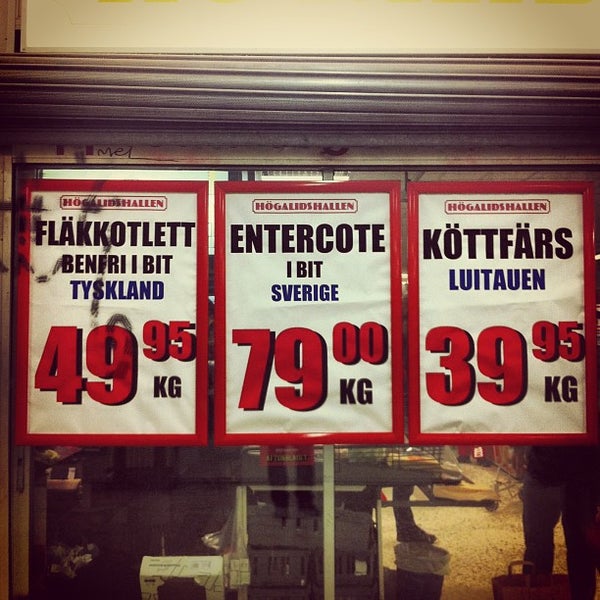 HÖGALIDSHALLEN
FLÄKKOTLETT
BENFRI I BIT
TYSKLAND
49 95
KG
HÖGALIDSHALLEN
ENTERCOTE
I BIT
SVERIGE
79 00
KG
HÖGALIDSHALLEN
KÖTTFÄRS
LUITAUEN
39 95
KG